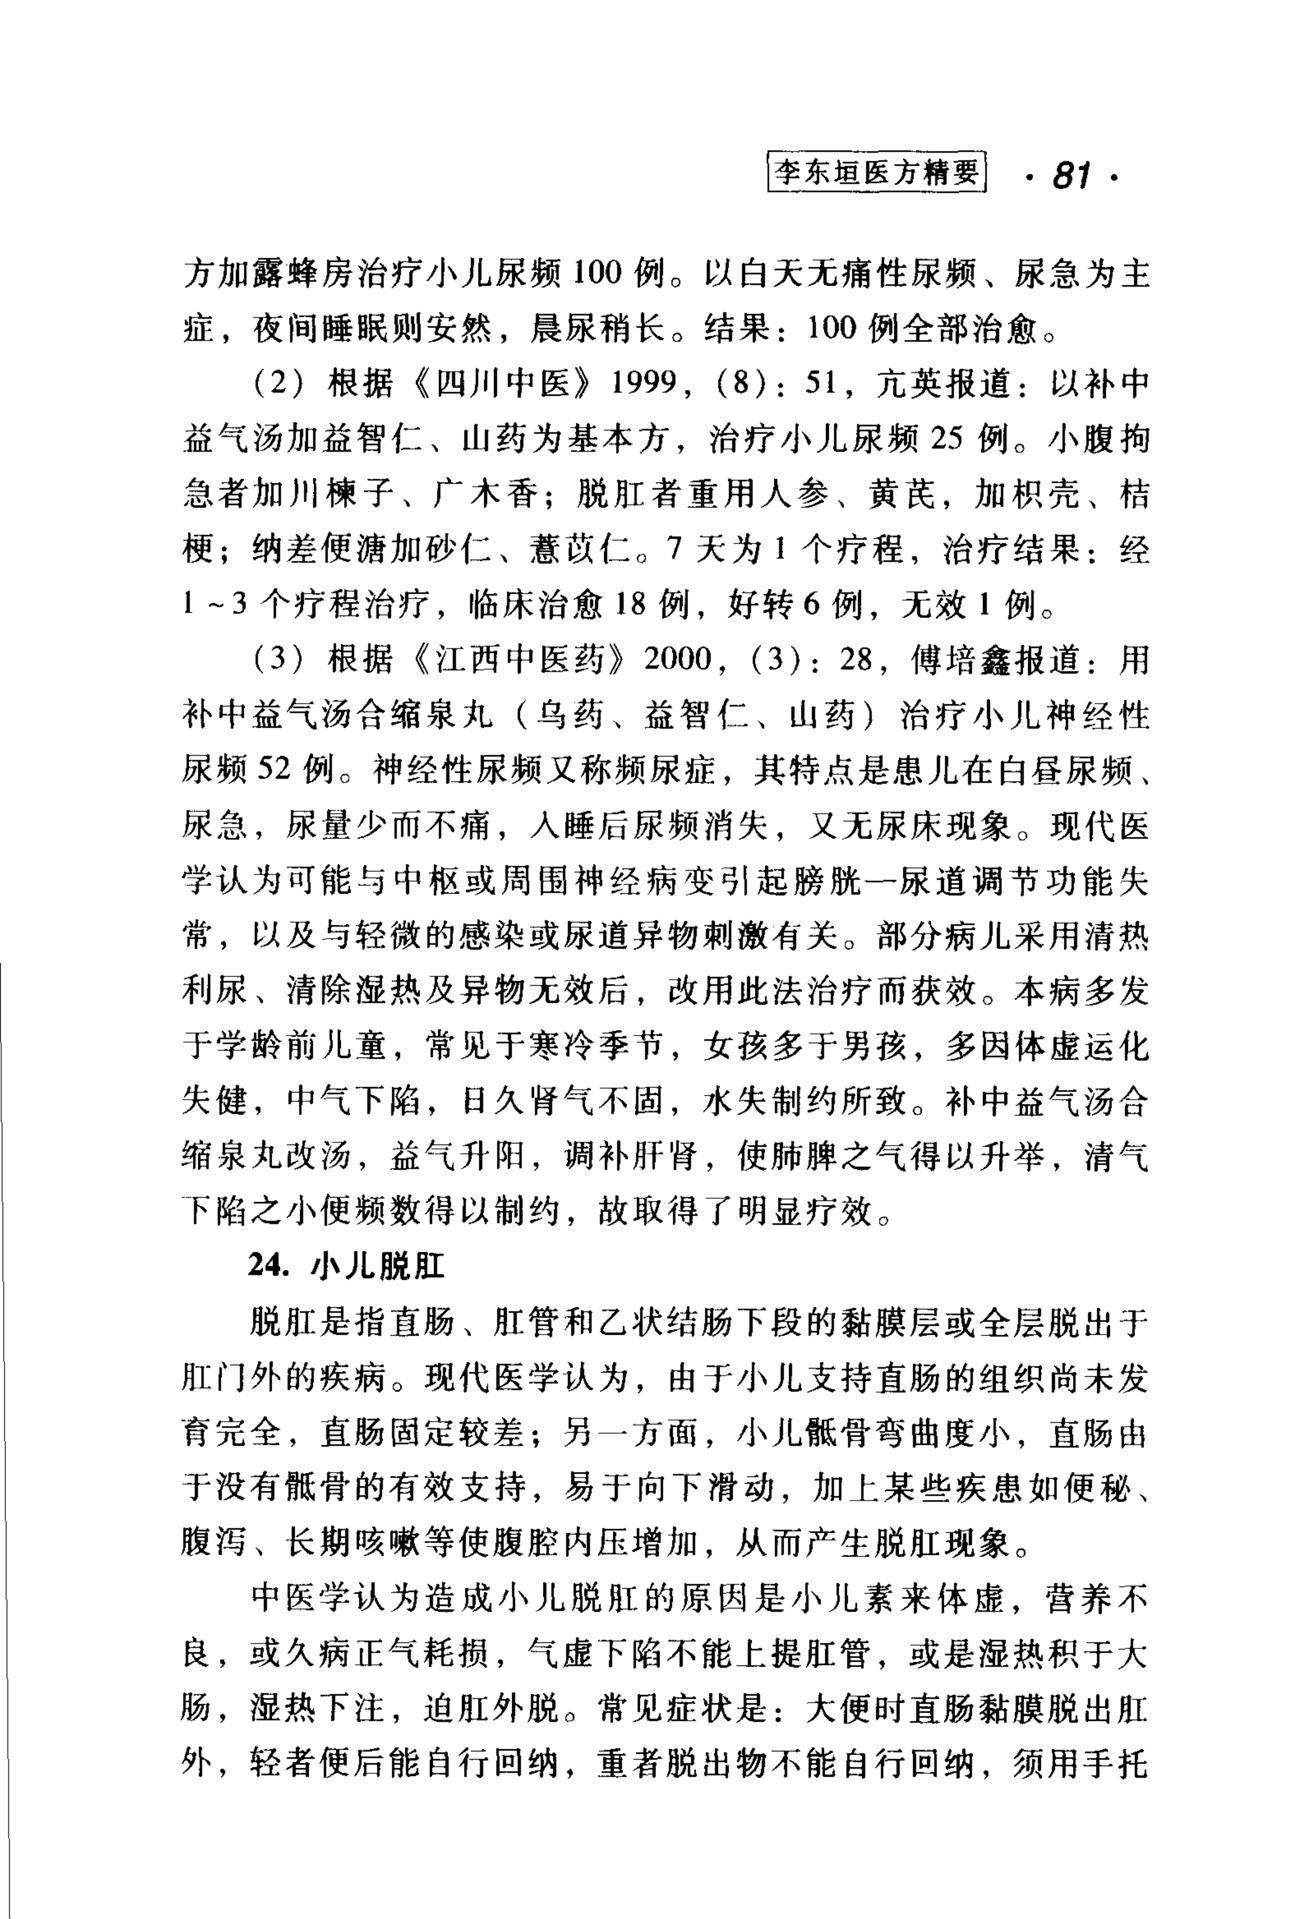 李东垣医方精要 ·81·
方加露蜂房治疗小儿尿频 100 例。以白天无痛性尿频、尿急为主
症，夜间睡眠则安然，晨尿稍长。结果：100 例全部治愈。
（2）根据《四川中医》1999，（8）：51，亢英报道：以补中
益气汤加益智仁、山药为基本方，治疗小儿尿频 25 例。小腹拘
急者加川楝子、广木香；脱肛者重用人参、黄芪，加枳壳、桔
梗；纳差便溏加砂仁、薏苡仁。7 天为 1 个疗程，治疗结果：经
1～3 个疗程治疗，临床治愈 18 例，好转 6 例，无效 1 例。
（3）根据《江西中医药》2000，（3）：28，傅培鑫报道：用
补中益气汤合缩泉丸（乌药、益智仁、山药）治疗小儿神经性
尿频 52 例。神经性尿频又称频尿症，其特点是患儿在白昼尿频、
尿急，尿量少而不痛，入睡后尿频消失，又无尿床现象。现代医
学认为可能与中枢或周围神经病变引起膀胱—尿道调节功能失
常，以及与轻微的感染或尿道异物刺激有关。部分病儿采用清热
利尿、清除湿热及异物无效后，改用此法治疗而获效。本病多发
于学龄前儿童，常见于寒冷季节，女孩多于男孩，多因体虚运化
失健，中气下陷，日久肾气不固，水失制约所致。补中益气汤合
缩泉丸改汤，益气升阳，调补肝肾，使肺脾之气得以升举，清气
下陷之小便频数得以制约，故取得了明显疗效。
24. 小儿脱肛
脱肛是指直肠、肛管和乙状结肠下段的黏膜层或全层脱出于
肛门外的疾病。现代医学认为，由于小儿支持直肠的组织尚未发
育完全，直肠固定较差；另一方面，小儿骶骨弯曲度小，直肠由
于没有骶骨的有效支持，易于向下滑动，加上某些疾患如便秘、
腹泻、长期咳嗽等使腹腔内压增加，从而产生脱肛现象。
中医学认为造成小儿脱肛的原因是小儿素来体虚，营养不
良，或久病正气耗损，气虚下陷不能上提肛管，或是湿热积于大
肠，湿热下注，迫肛外脱。常见症状是：大便时直肠黏膜脱出肛
外，轻者便后能自行回纳，重者脱出物不能自行回纳，须用手托